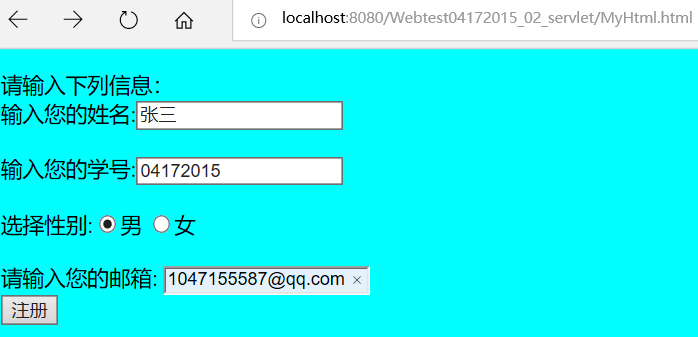 localhost:8080/Webtest04172015_02_servlet/MyHtml.html
请输入下列信息:
输入您的姓名:张三
输入您的学号:04172015
选择性别: 男 女
请输入您的邮箱: 1047155587@qq.com
注册